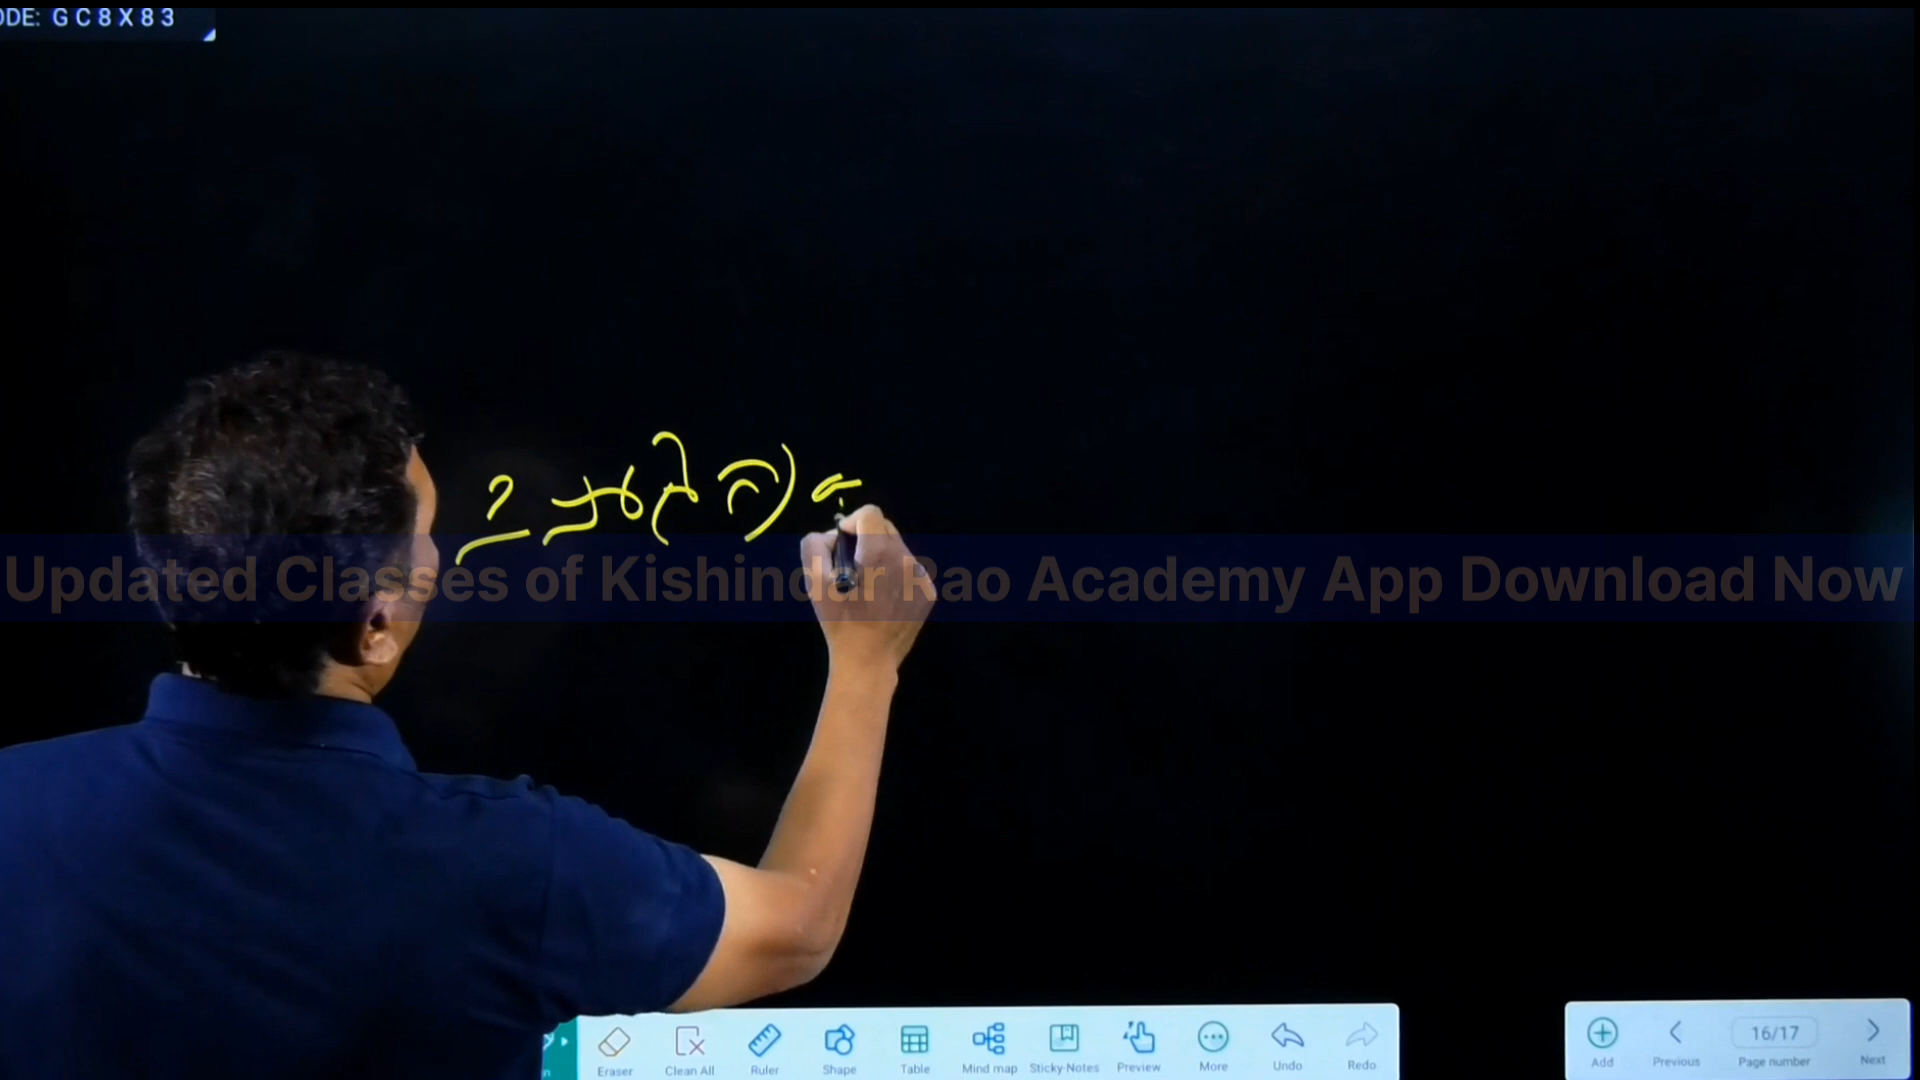 ODE: GC8X83
Updated Classes of Kishindar Rao Academy App Download Now
Eraser
Clean All
Ruler
Shape
Table
Mind map
Sticky-Notes
Preview
More
Undo
Redo
Add
Previous
16/17
Page number
Next